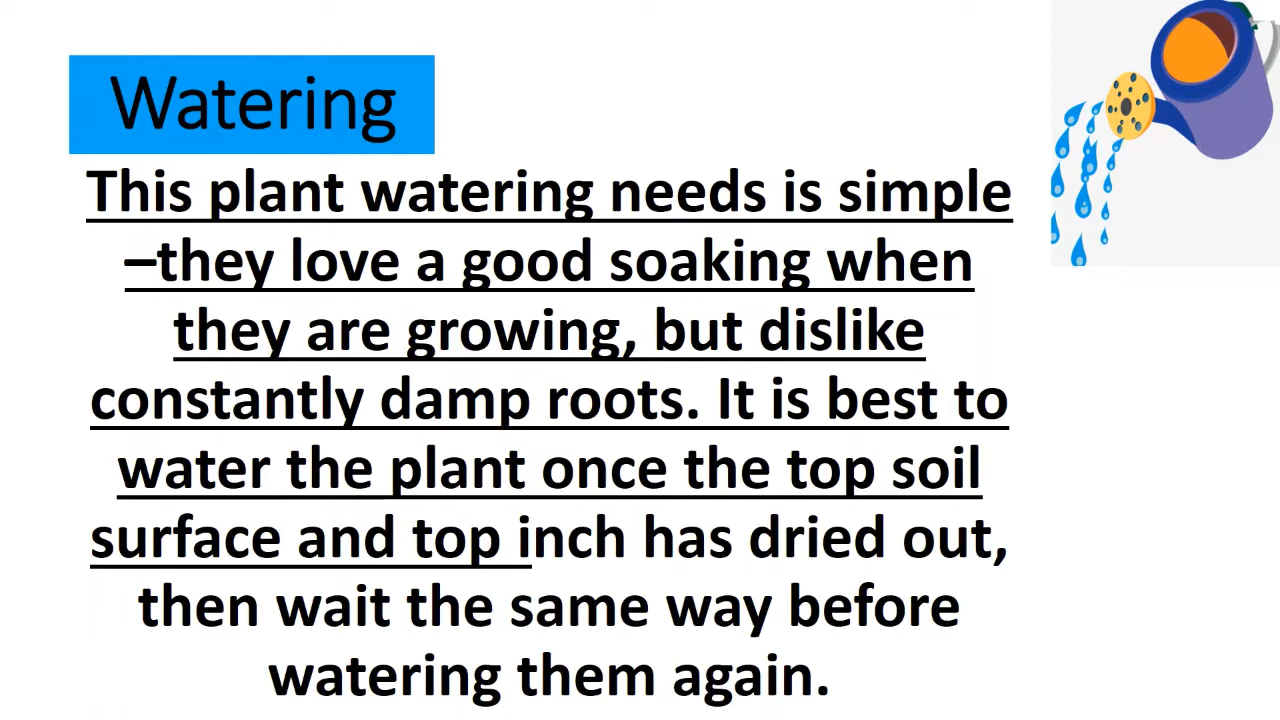 Watering
This plant watering needs is simple
–they love a good soaking when
they are growing, but dislike
constantly damp roots. It is best to
water the plant once the top soil
surface and top inch has dried out,
then wait the same way before
watering them again.